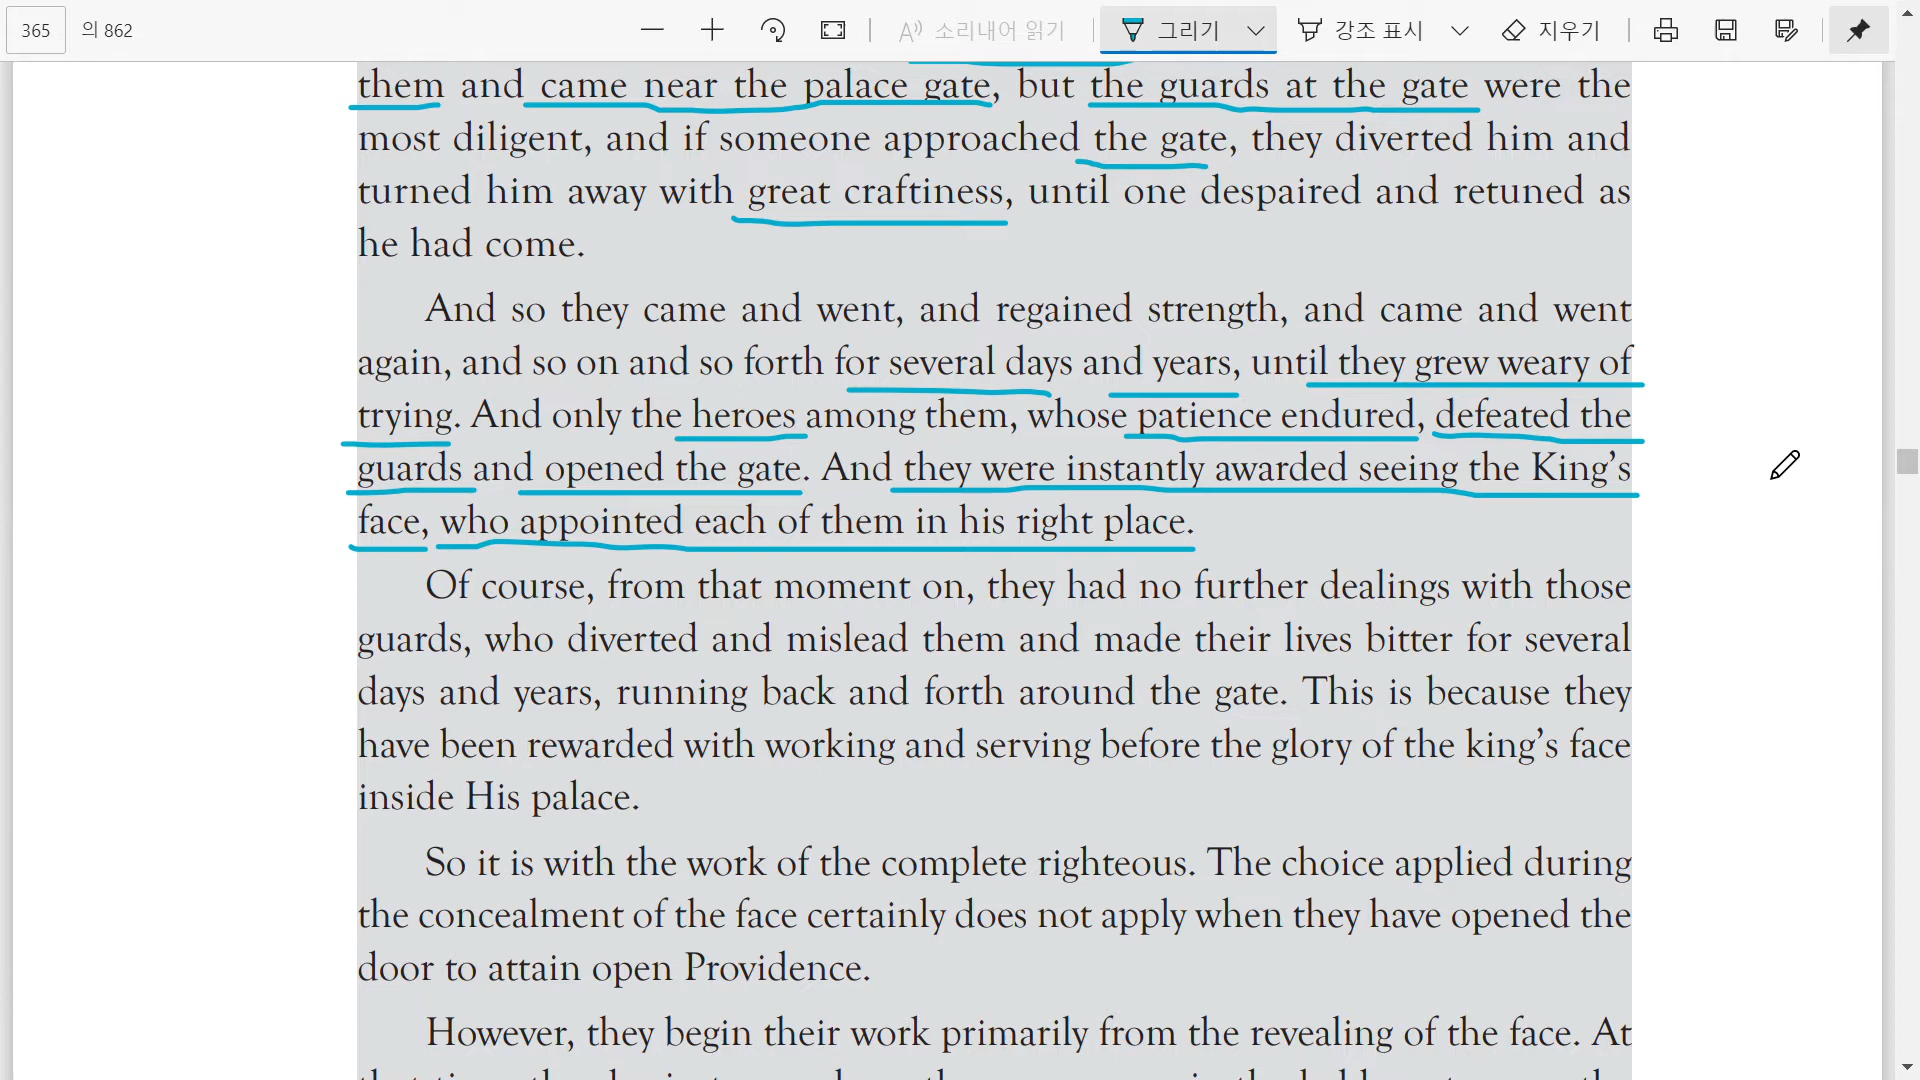 365 의 862 소리내어 읽기 그리기 강조 표시 지우기
them and came near the palace gate, but the guards at the gate were the
most diligent, and if someone approached the gate, they diverted him and
turned him away with great craftiness, until one despaired and retuned as
he had come.
And so they came and went, and regained strength, and came and went
again, and so on and so forth for several days and years, until they grew weary of
trying. And only the heroes among them, whose patience endured, defeated the
guards and opened the gate. And they were instantly awarded seeing the King's
face, who appointed each of them in his right place.
Of course, from that moment on, they had no further dealings with those
guards, who diverted and mislead them and made their lives bitter for several
days and years, running back and forth around the gate. This is because they
have been rewarded with working and serving before the glory of the king's face
inside His palace.
So it is with the work of the complete righteous. The choice applied during
the concealment of the face certainly does not apply when they have opened the
door to attain open Providence.
However, they begin their work primarily from the revealing of the face. At